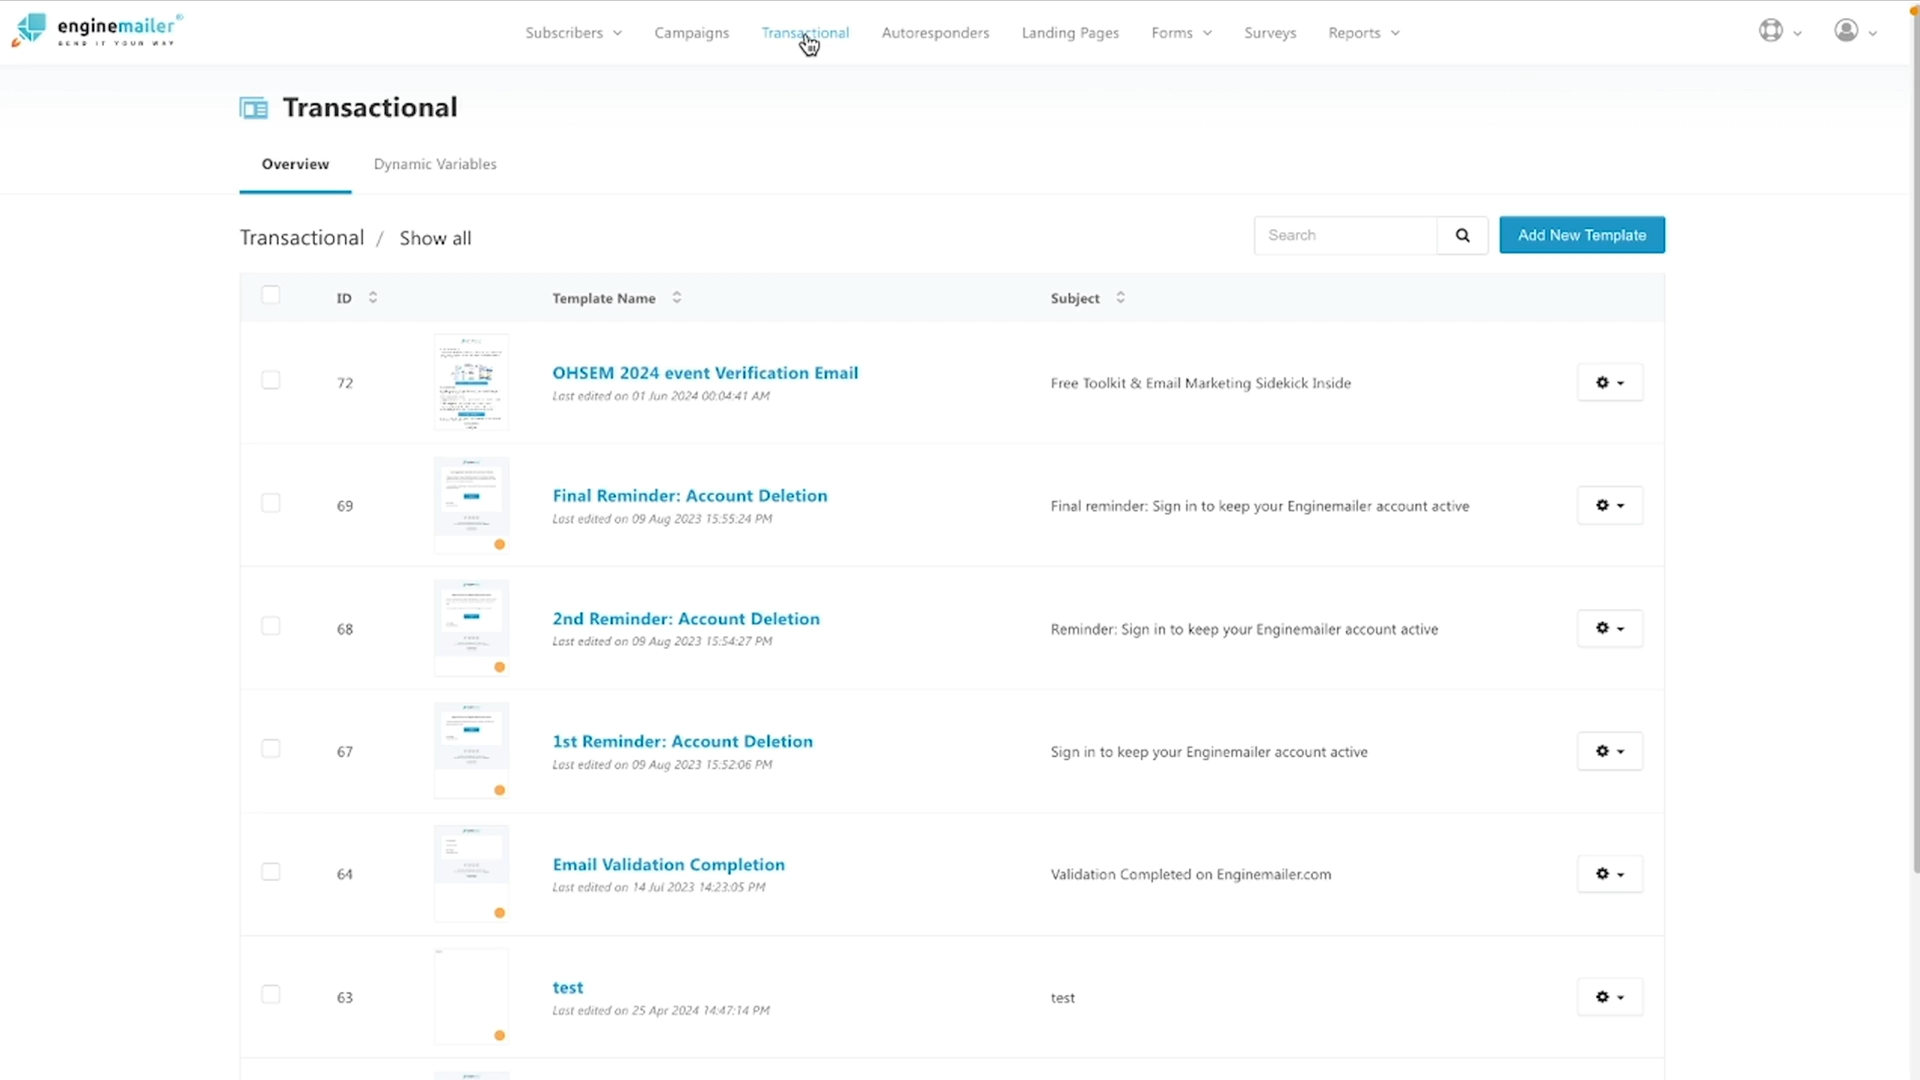 enginemailer
SEND IT YOUR WAY
Subscribers
Campaigns
Transactional
Autoresponders
Landing Pages
Forms
Surveys
Reports
Transactional
Overview
Dynamic Variables
Transactional / Show all
Search
Add New Template
ID
Template Name
Subject
72
OHSEM 2024 event Verification Email
Last edited on 01 Jun 2024 00:04:41 AM
Free Toolkit & Email Marketing Sidekick Inside
69
Final Reminder: Account Deletion
Last edited on 09 Aug 2023 15:55:24 PM
Final reminder: Sign in to keep your Enginemailer account active
68
2nd Reminder: Account Deletion
Last edited on 09 Aug 2023 15:54:27 PM
Reminder: Sign in to keep your Enginemailer account active
67
1st Reminder: Account Deletion
Last edited on 09 Aug 2023 15:52:06 PM
Sign in to keep your Enginemailer account active
64
Email Validation Completion
Last edited on 14 Jul 2023 14:23:05 PM
Validation Completed on Enginemailer.com
63
test
Last edited on 25 Apr 2024 14:47:14 PM
test